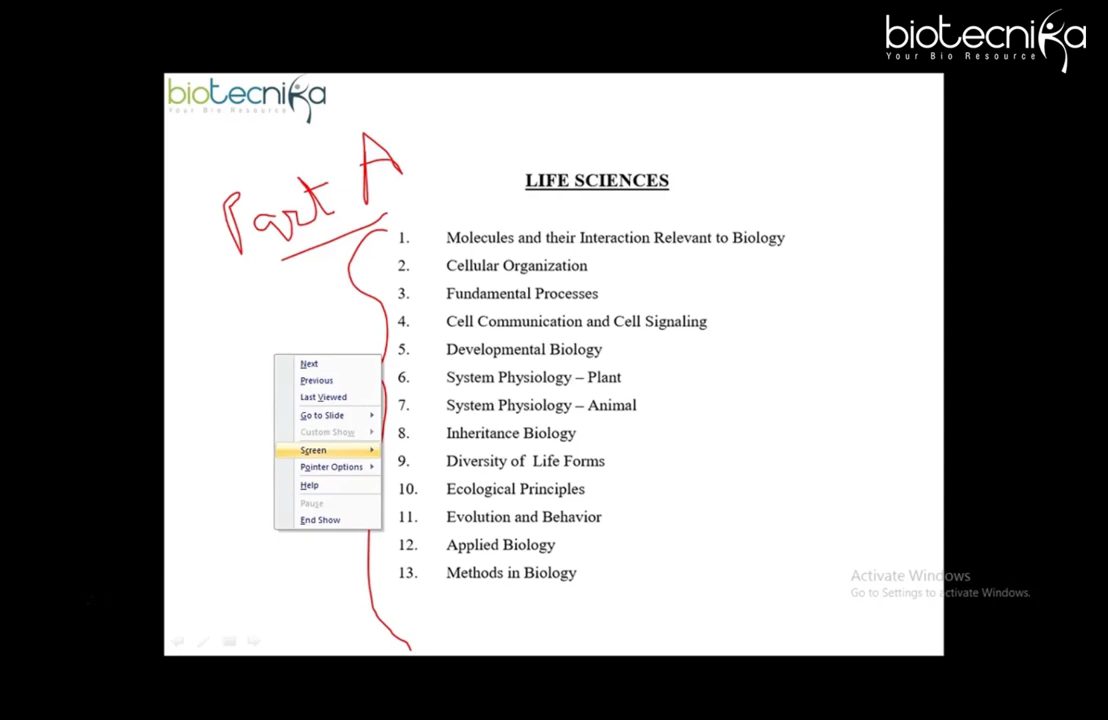 biotecnika
Your Bio Resource
biotecnika
Your Bio Resource
Part A
LIFE SCIENCES
1. Molecules and their Interaction Relevant to Biology
2. Cellular Organization
3. Fundamental Processes
4. Cell Communication and Cell Signaling
5. Developmental Biology
6. System Physiology – Plant
7. System Physiology – Animal
8. Inheritance Biology
9. Diversity of Life Forms
10. Ecological Principles
11. Evolution and Behavior
12. Applied Biology
13. Methods in Biology
Next
Previous
Last Viewed
Go to Slide
Custom Show
Screen
Pointer Options
Help
Pause
End Show
Activate Windows
Go to Settings to activate Windows.